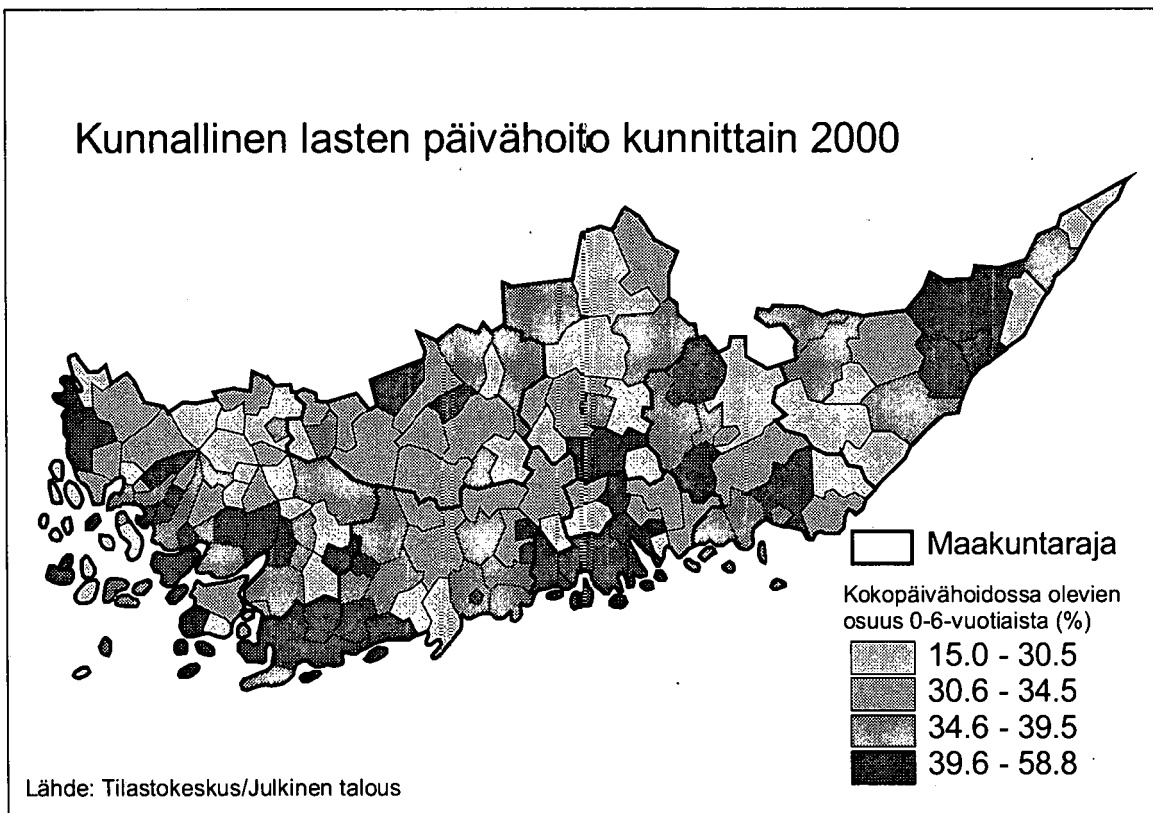 Kunnallinen lasten päivähoito kunnittain 2000
Maakuntaraja
Kokopäivähoidossa olevien
osuus 0-6-vuotiaista (%)
15.0 - 30.5
30.6 - 34.5
34.6 - 39.5
39.6 - 58.8
Lähde: Tilastokeskus/Julkinen talous